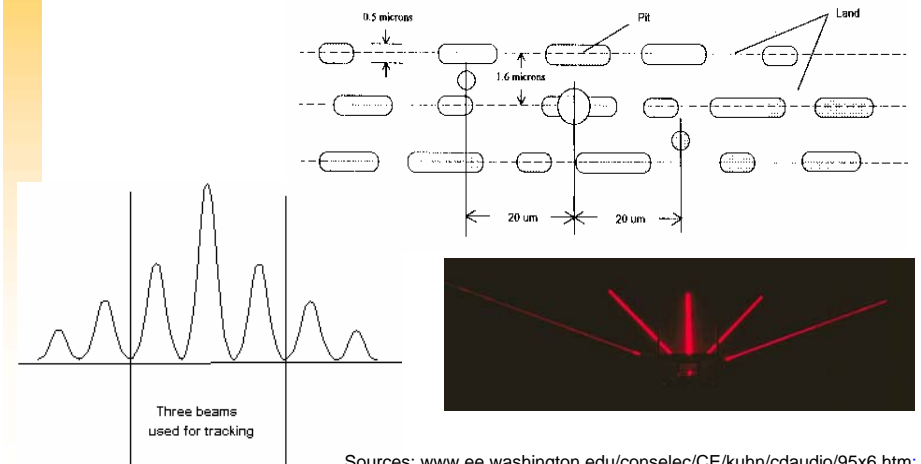 0.5 microns
Pit
Land
1.6 microns
20 um
20 um
Three beams
used for tracking
Sources: www.ee.washington.edu/conselec/CE/kuhn/cdaudio/95x6.htm;